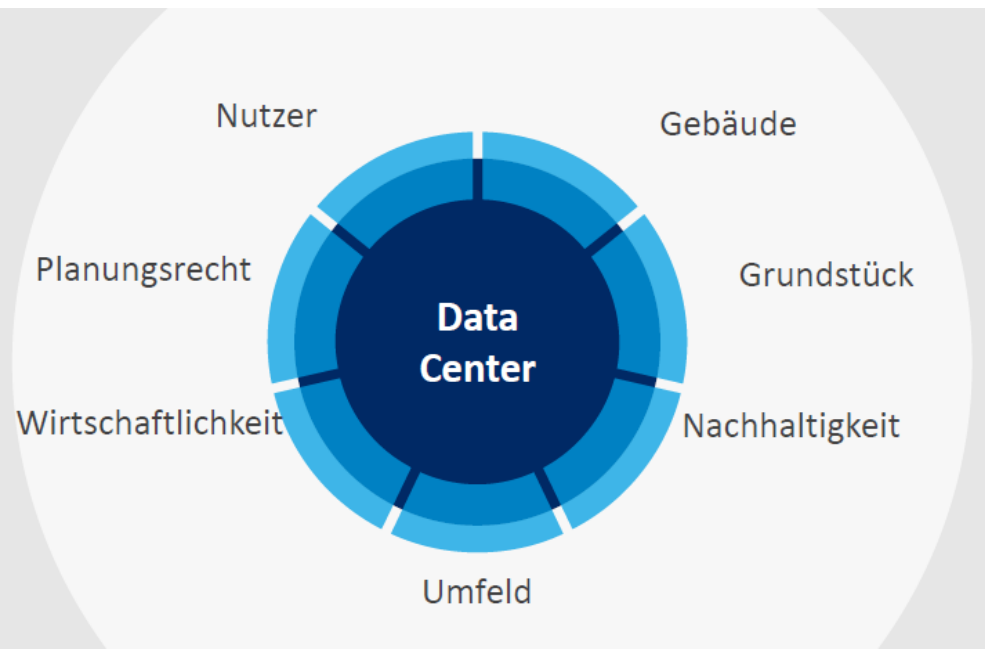 Nutzer
Gebäude
Planungsrecht
Grundstück
Data
Center
Wirtschaftlichkeit
Nachhaltigkeit
Umfeld